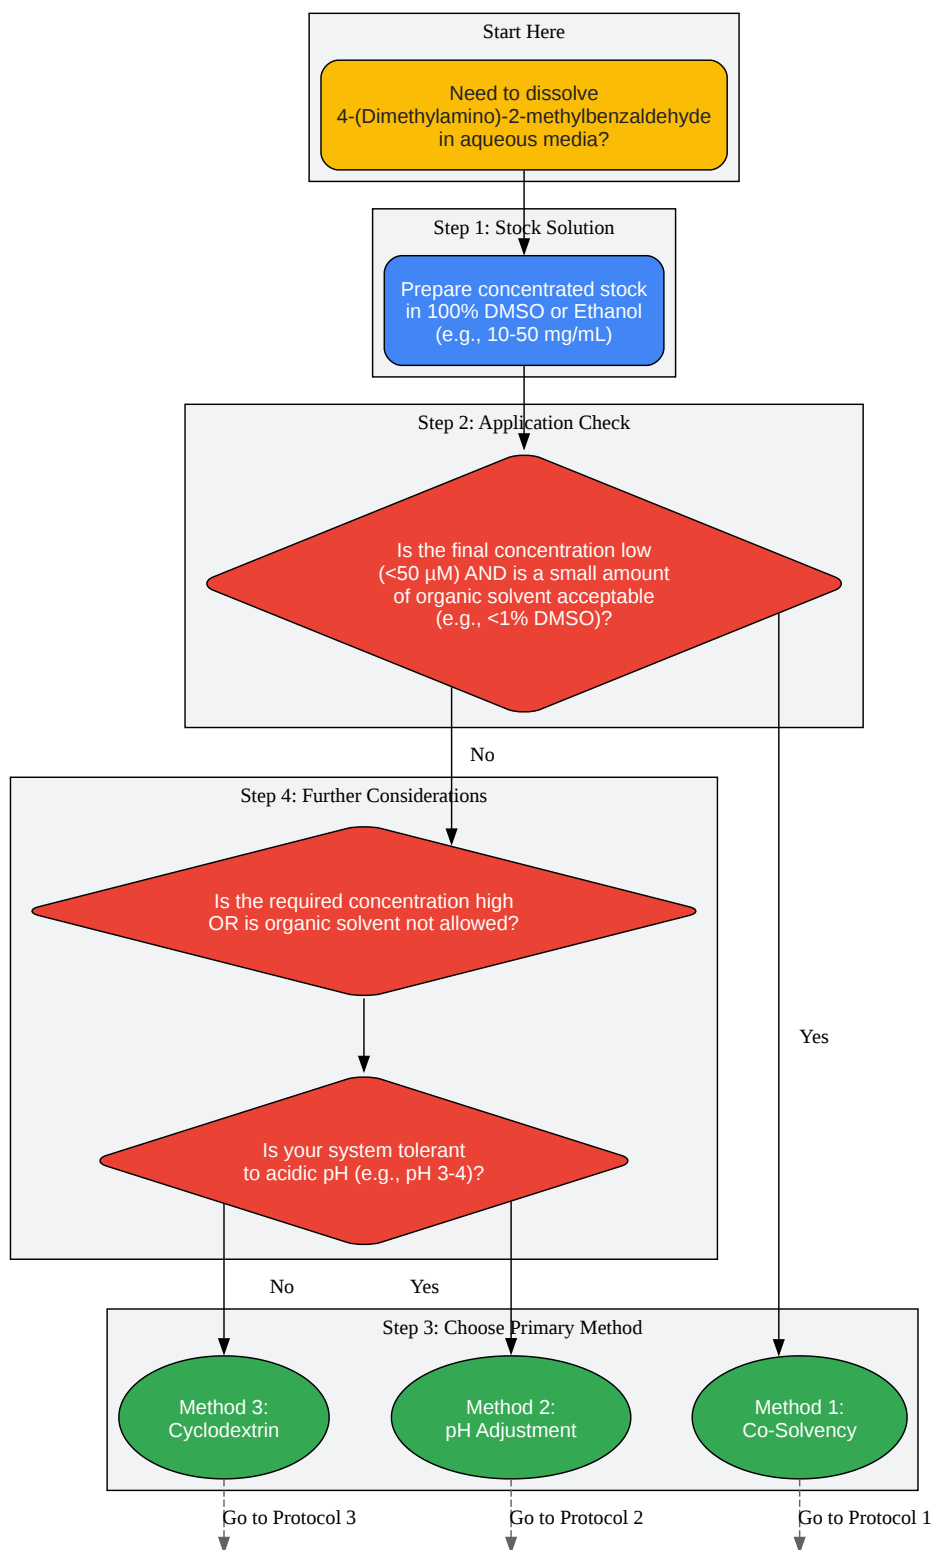 Start Here
Need to dissolve
4-(Dimethylamino)-2-methylbenzaldehyde
in aqueous media?
Step 1: Stock Solution
Prepare concentrated stock
in 100% DMSO or Ethanol
(e.g., 10-50 mg/mL)
Step 2: Application Check
Is the final concentration low
(<50 µM) AND is a small amount
of organic solvent acceptable
(e.g., <1% DMSO)?
No
Step 4: Further Considerations
Is the required concentration high
OR is organic solvent not allowed?
Yes
Is your system tolerant
to acidic pH (e.g., pH 3-4)?
No
Yes
Step 3: Choose Primary Method
Method 3:
Cyclodextrin
Method 2:
pH Adjustment
Method 1:
Co-Solvency
Go to Protocol 3
Go to Protocol 2
Go to Protocol 1